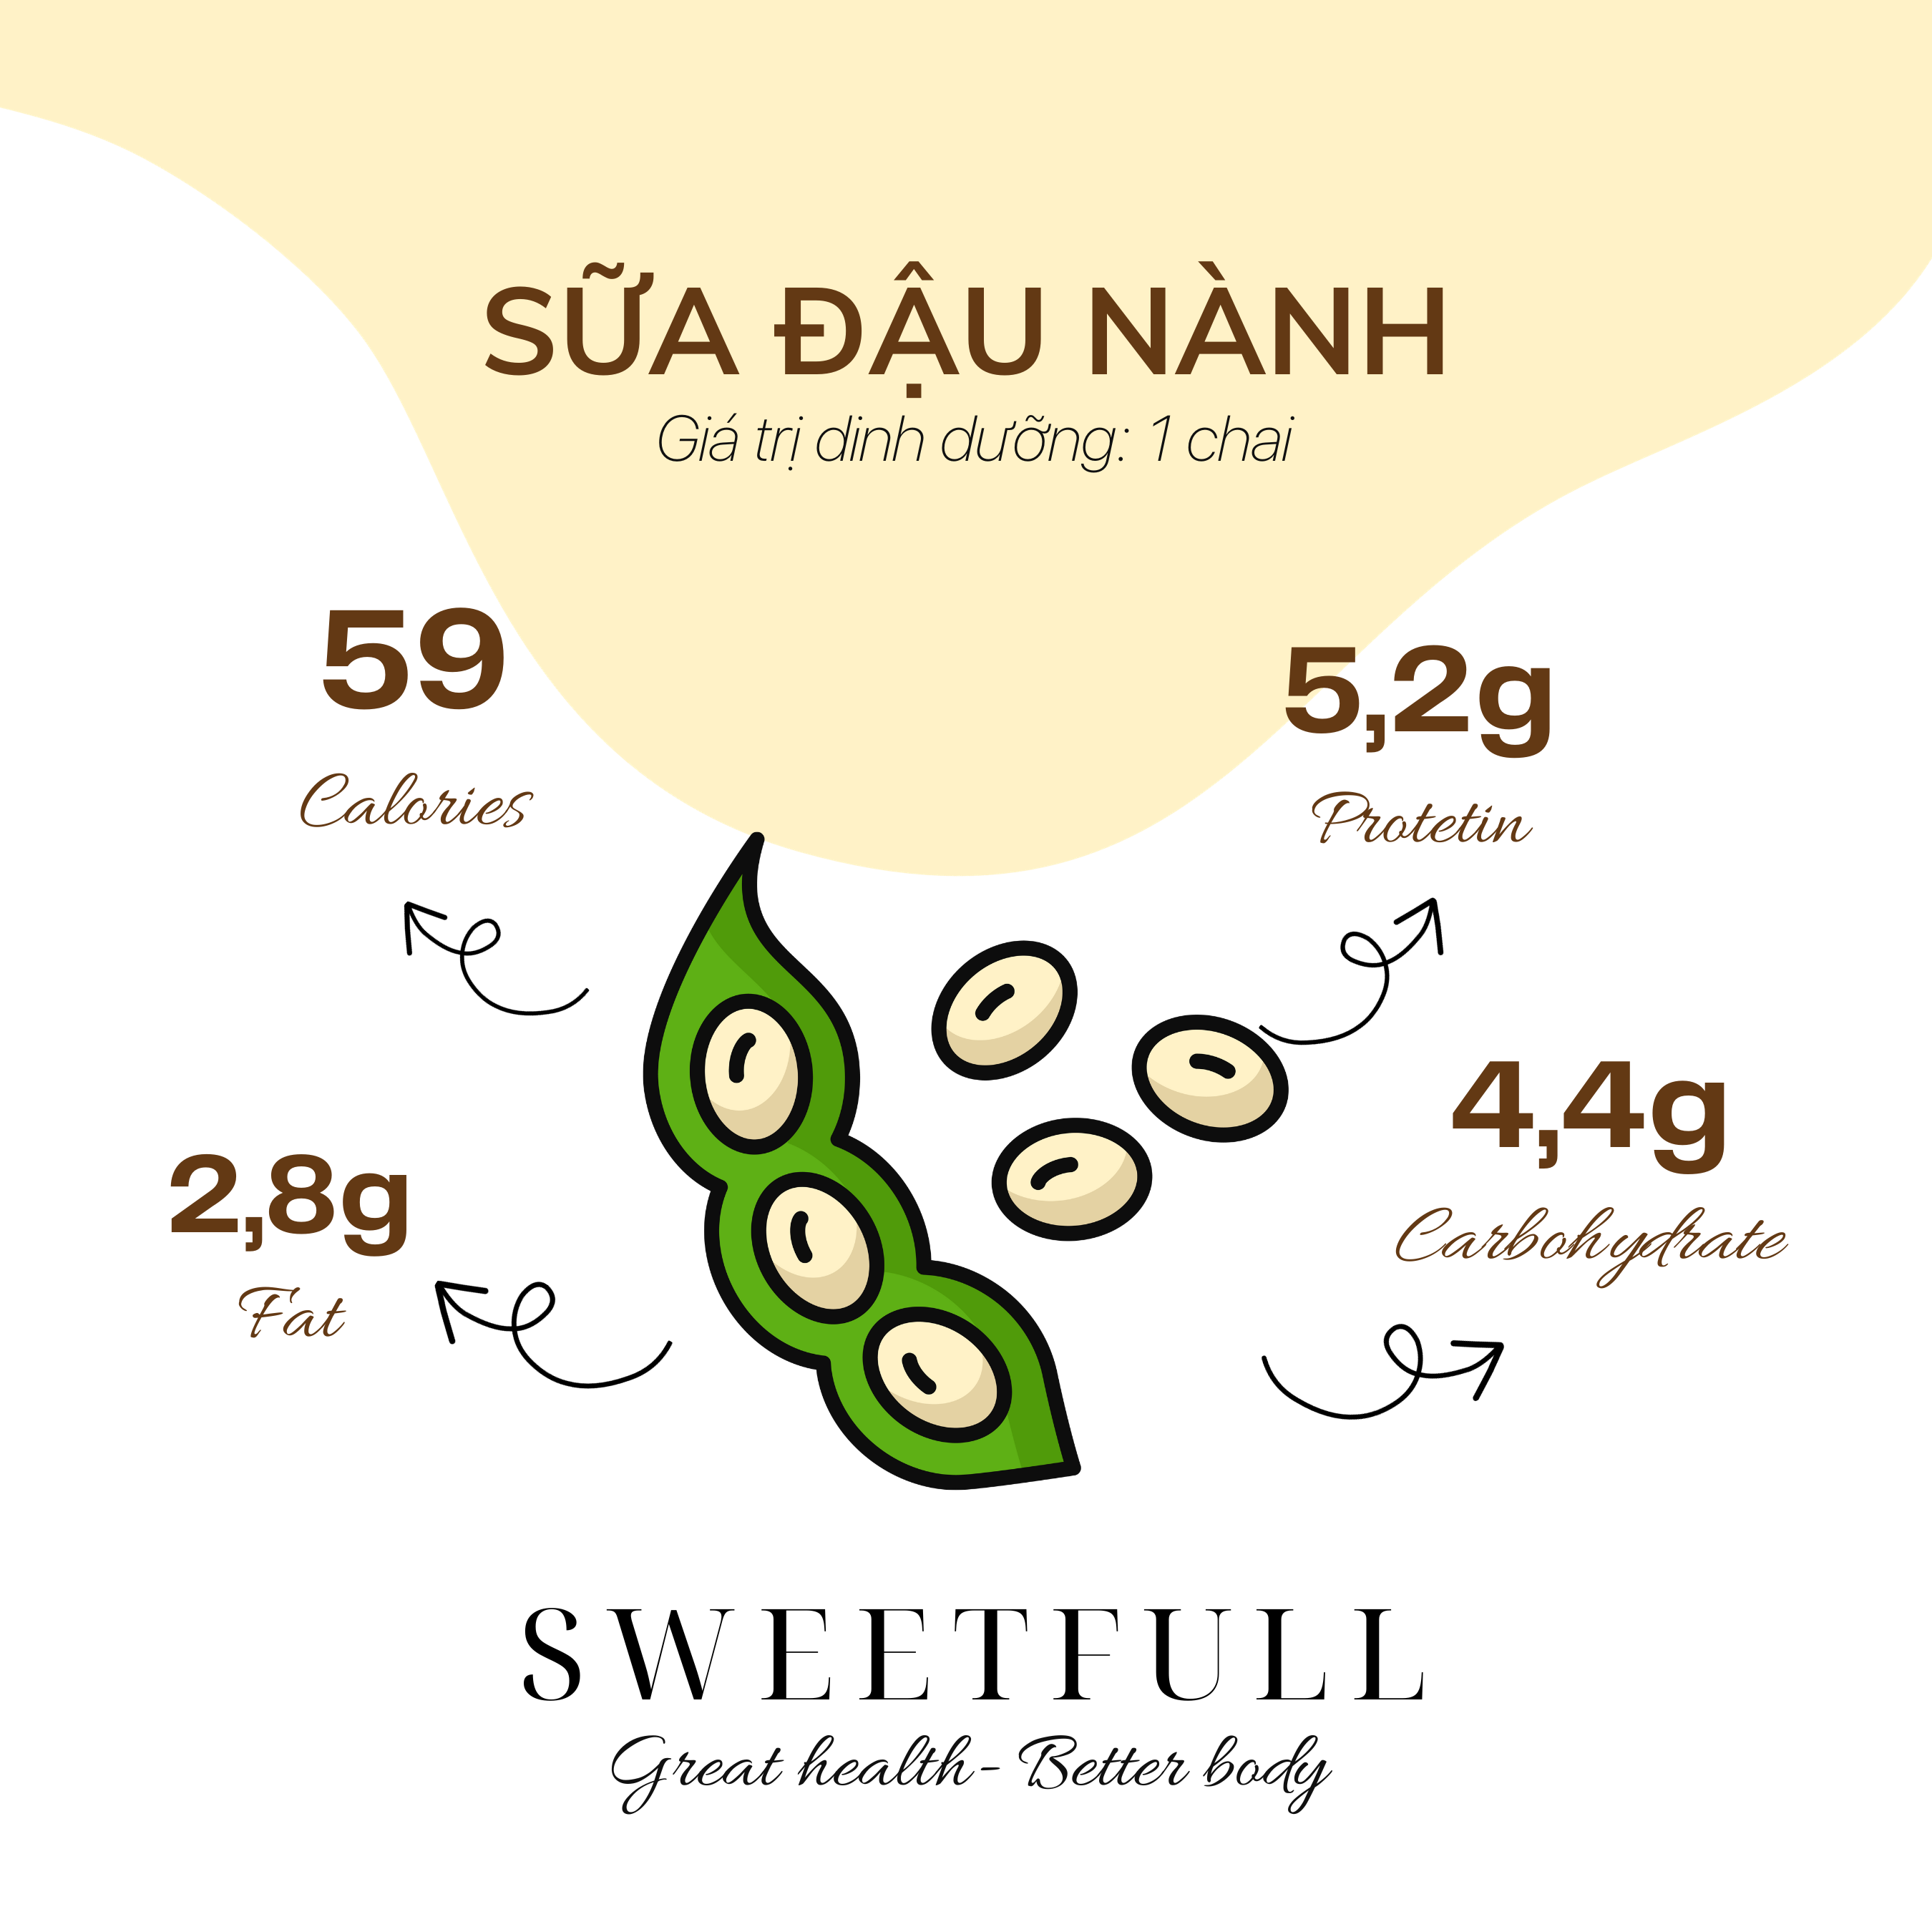 SỮA ĐẬU NÀNH
Giá trị dinh dưỡng: 1 chai
59
Calories
5,2g
Protein
2,8g
Fat
4,4g
Carbohydrate
SWEETFULL
Great health - Better body